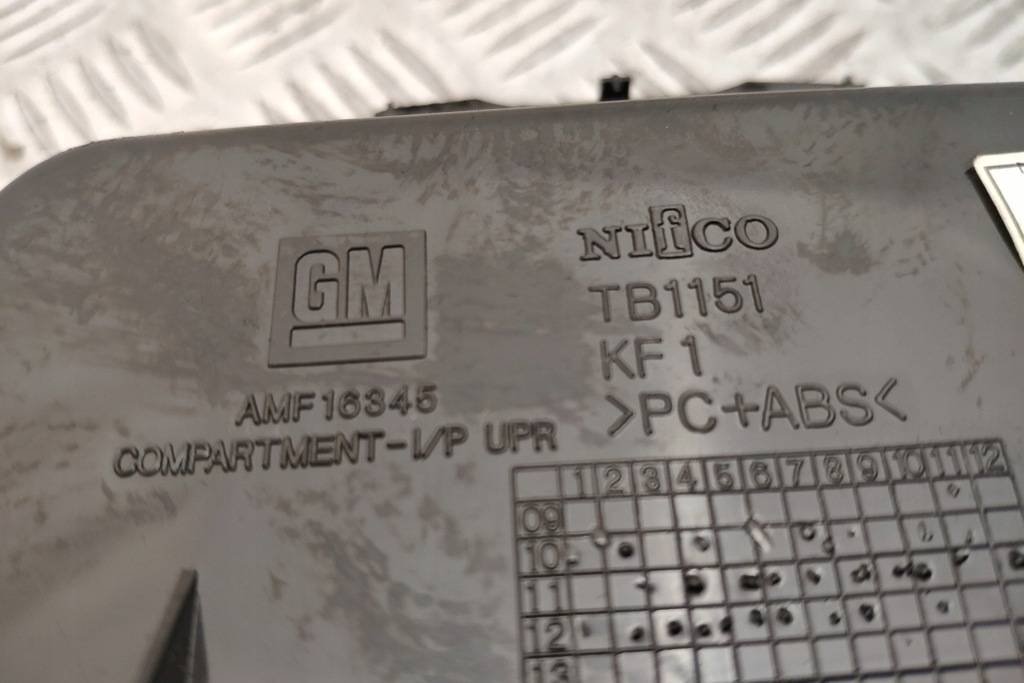 GM
AMF16345
COMPARTMENT-I/P UPR
NIfCO
TB1151
KF 1
>PC+ABS<
1 2 3 4 5 6 7 8 9 10 11 12
09
10
11
12
13